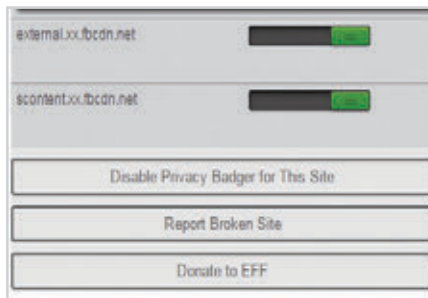 external.xx.fbcdn.net
scontent.xx.fbcdn.net
Disable Privacy Badger for This Site
Report Broken Site
Donate to EFF